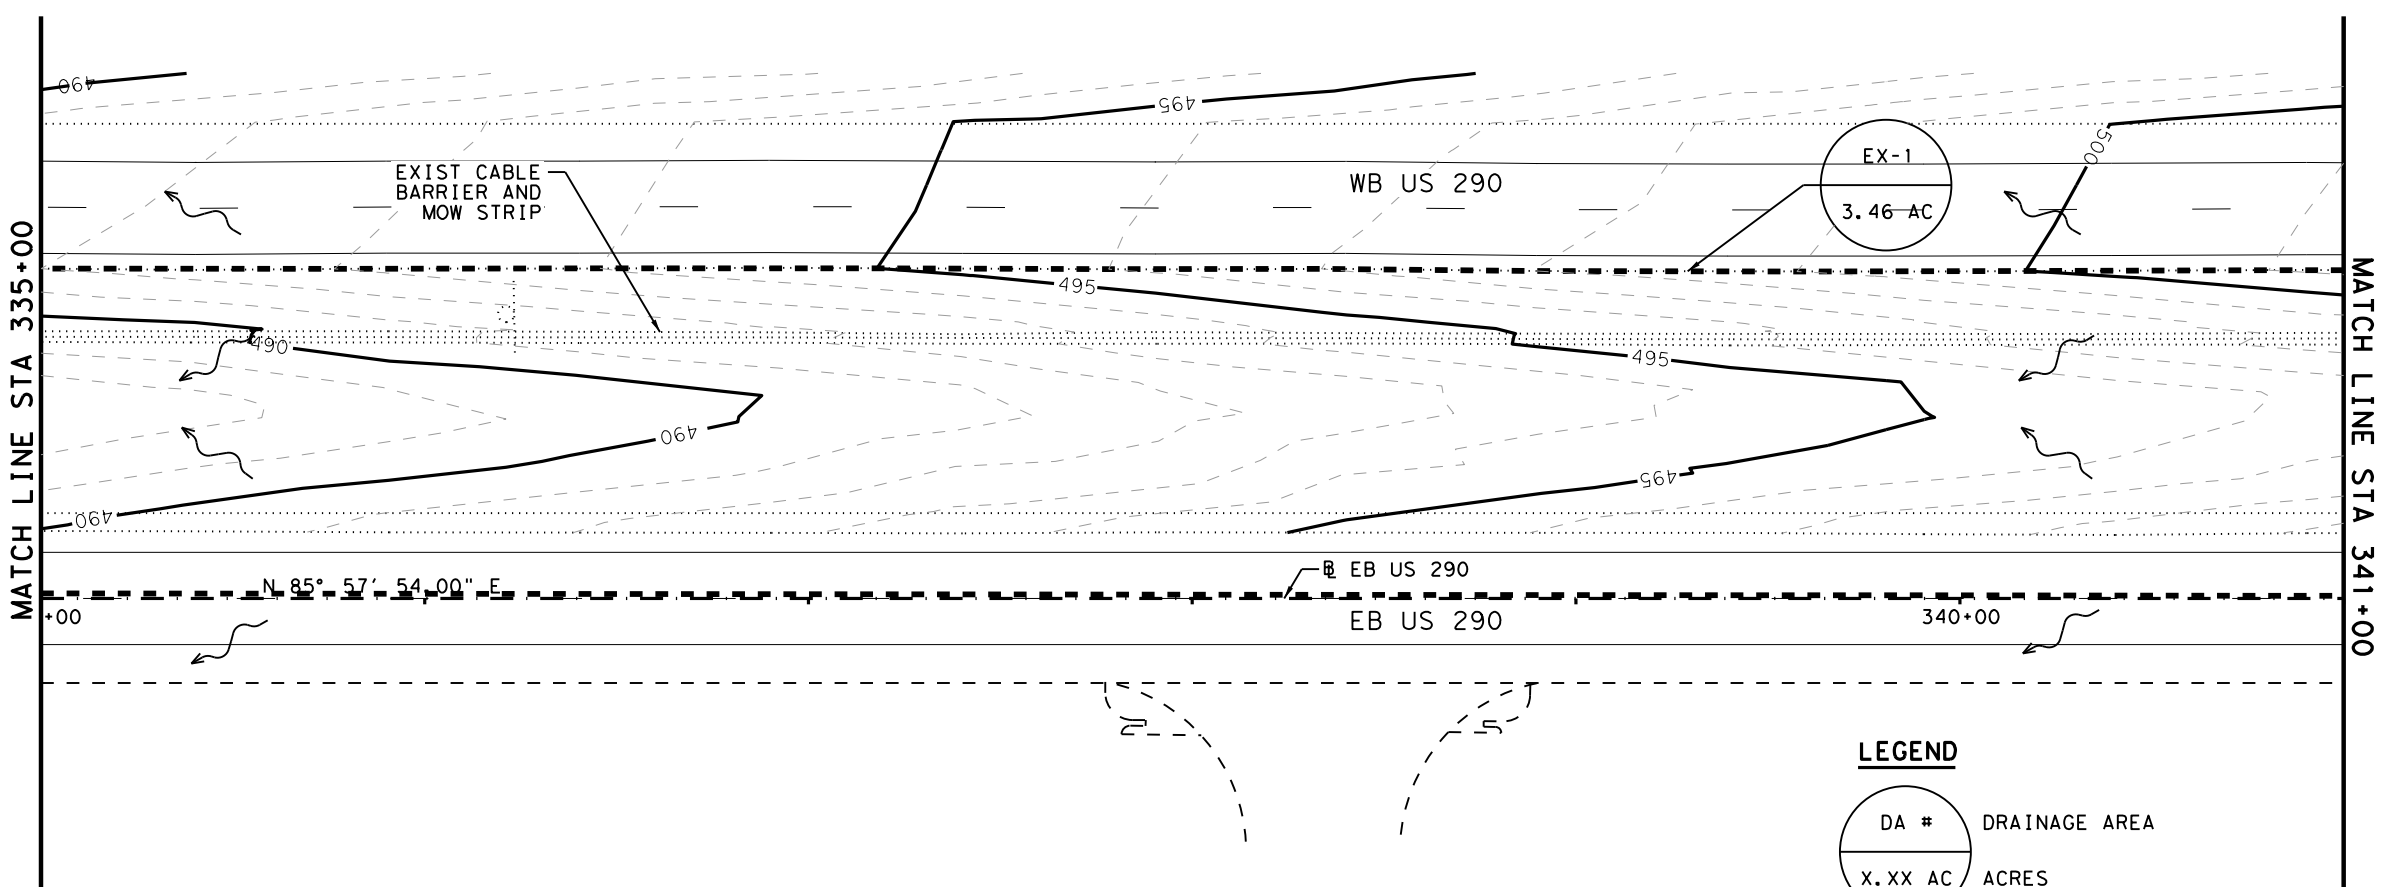 490
495
500
EX-1
3.46 AC
EXIST CABLE
BARRIER AND
MOW STRIP
WB US 290
MATCH LINE STA 335+00
MATCH LINE STA 341+00
495
490
495
490
495
490
N 85° 57' 54.00" E
B EB US 290
+00
EB US 290
340+00
LEGEND
DA #
DRAINAGE AREA
X.XX AC
ACRES